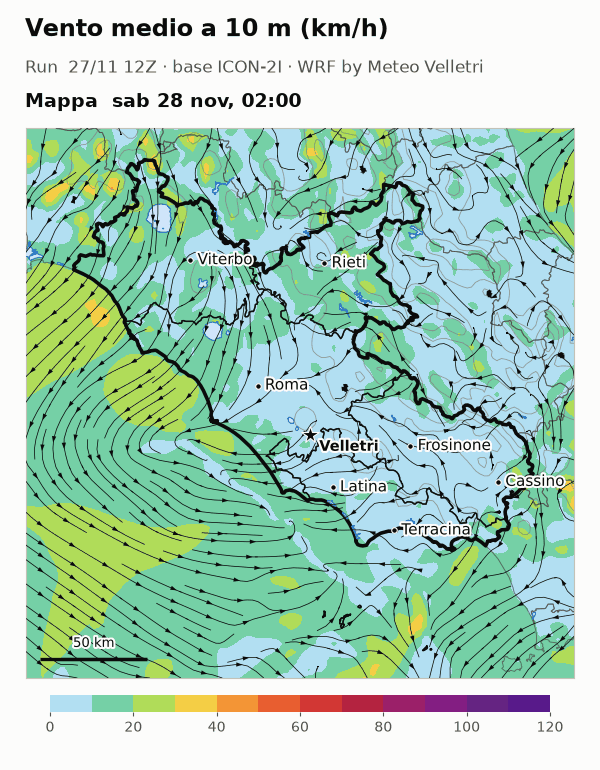 Vento medio a 10 m (km/h)
Run 27/11 12Z · base ICON-2I · WRF by Meteo Velletri
Mappa sab 28 nov, 02:00
Viterbo
Rieti
Roma
Velletri
Frosinone
Latina
Cassino
Terracina
50 km
0 20 40 60 80 100 120